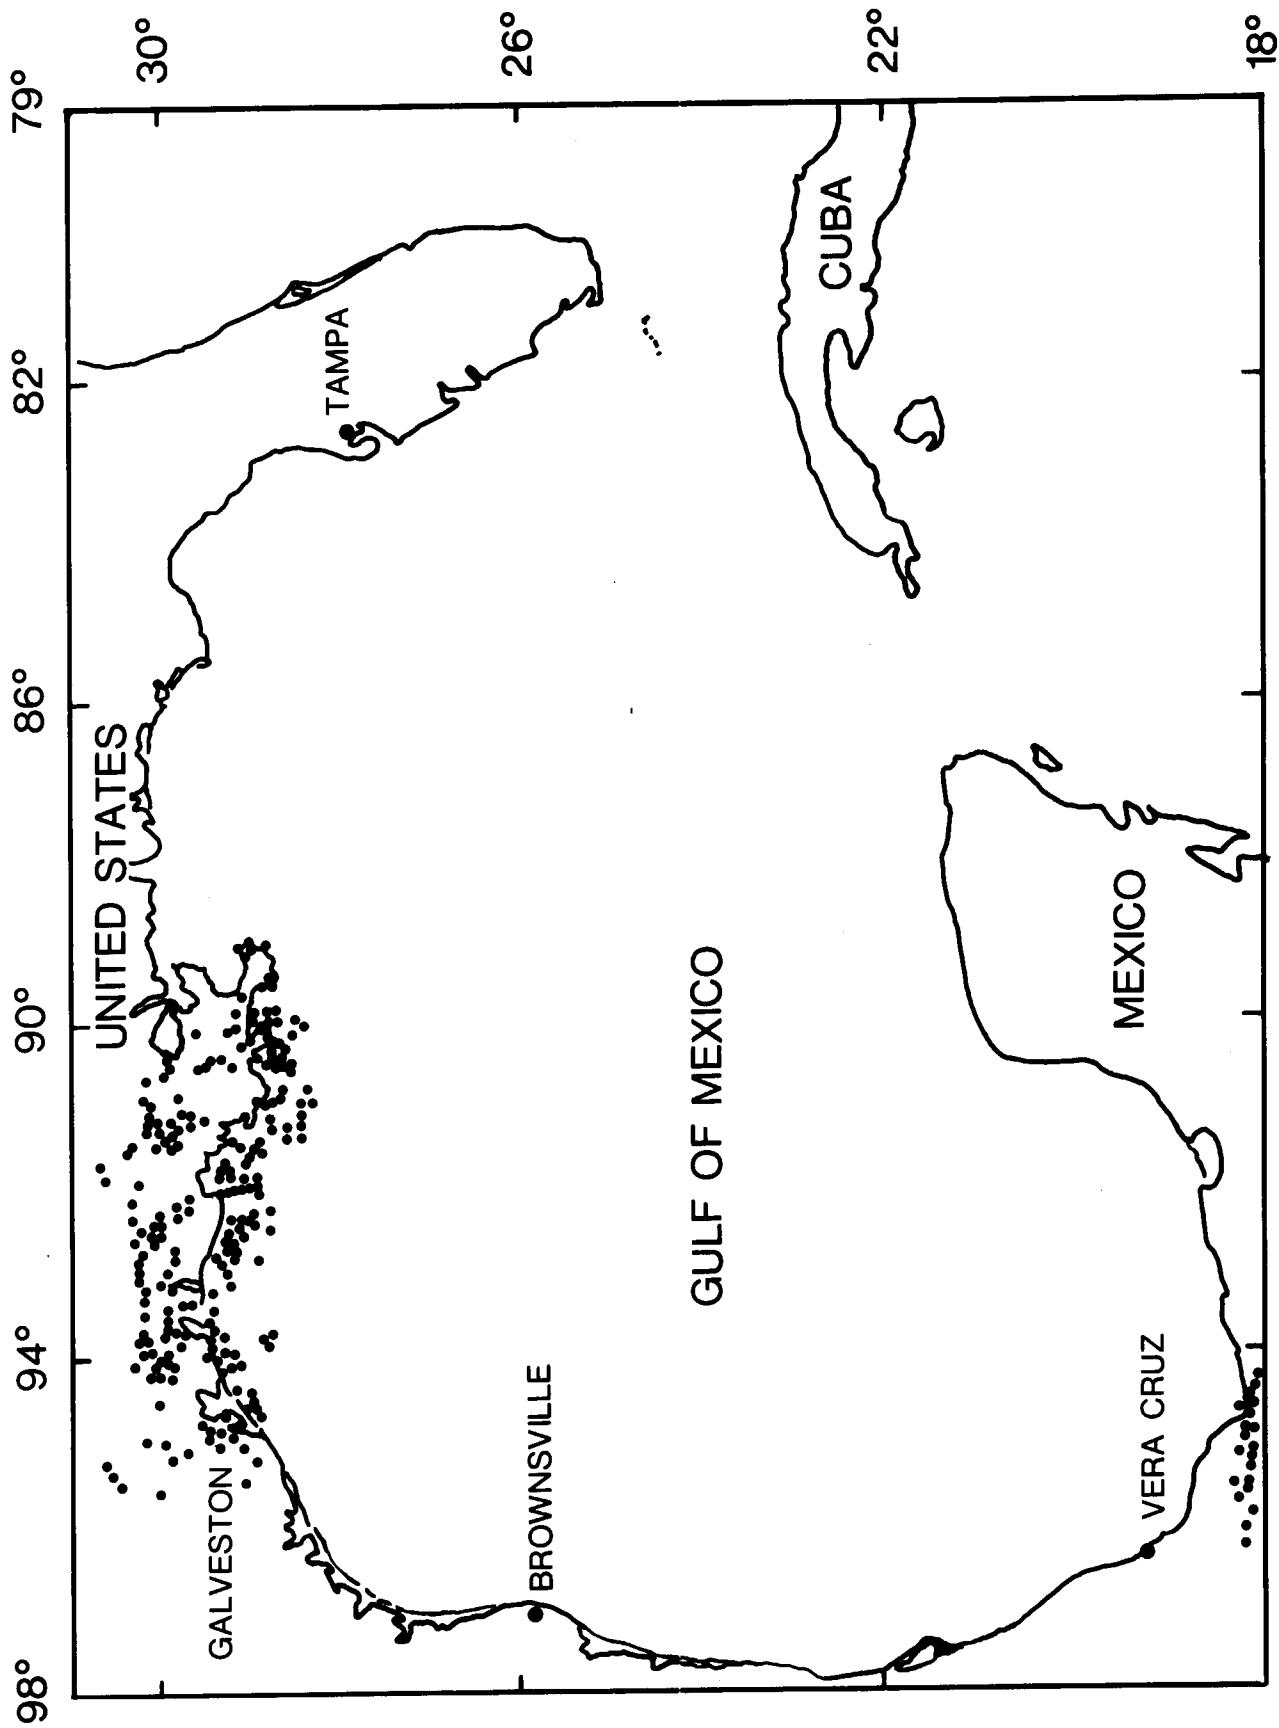 98°
94°
90°
86°
82°
79°
30°
26°
22°
18°
UNITED STATES
TAMPA
GALVESTON
BROWNSVILLE
GULF OF MEXICO
CUBA
MEXICO
VERA CRUZ